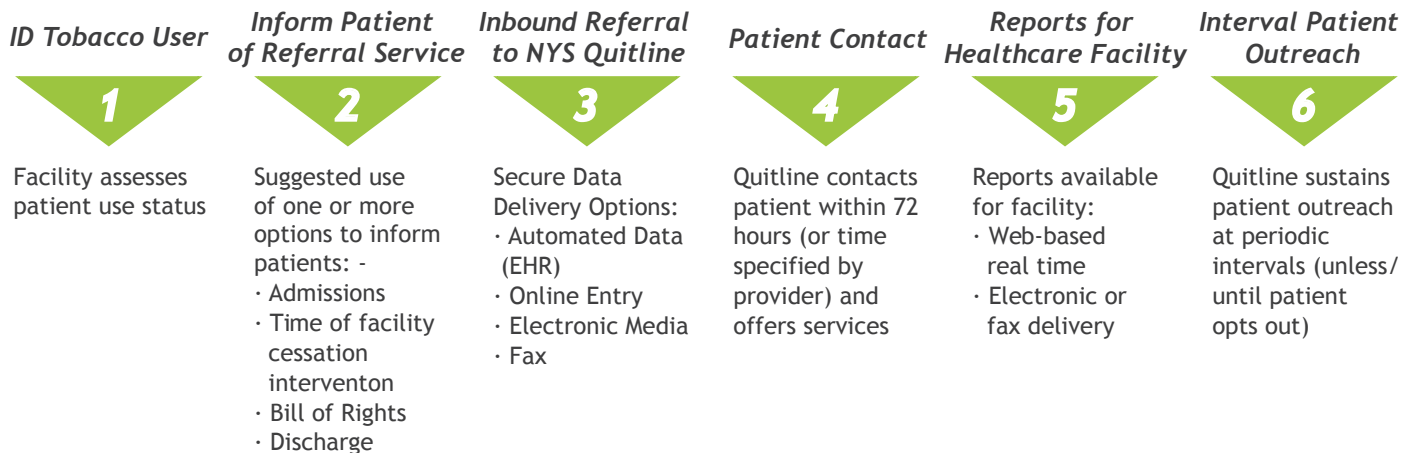 ID Tobacco User
1
Facility assesses
patient use status
Inform Patient
of Referral Service
2
Suggested use
of one or more
options to inform
patients: -
· Admissions
· Time of facility
cessation
interventon
· Bill of Rights
· Discharge
Inbound Referral
to NYS Quitline
3
Secure Data
Delivery Options:
· Automated Data
(EHR)
· Online Entry
· Electronic Media
· Fax
Patient Contact
4
Quitline contacts
patient within 72
hours (or time
specified by
provider) and
offers services
Reports for
Healthcare Facility
5
Reports available
for facility:
· Web-based
real time
· Electronic or
fax delivery
Interval Patient
Outreach
6
Quitline sustains
patient outreach
at periodic
intervals (unless/
until patient
opts out)